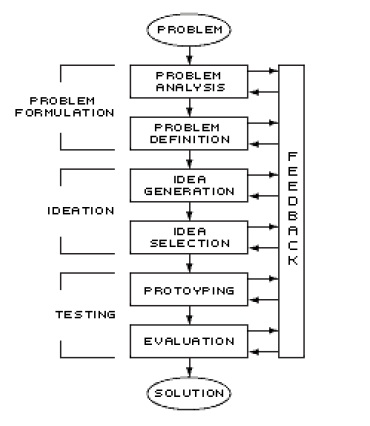 PROBLEM
PROBLEM
ANALYSIS
PROBLEM
FORMULATION
PROBLEM
DEFINITION
IDEA
GENERATION
IDEATION
IDEA
SELECTION
PROTOYPING
TESTING
EVALUATION
SOLUTION
FEEDBACK